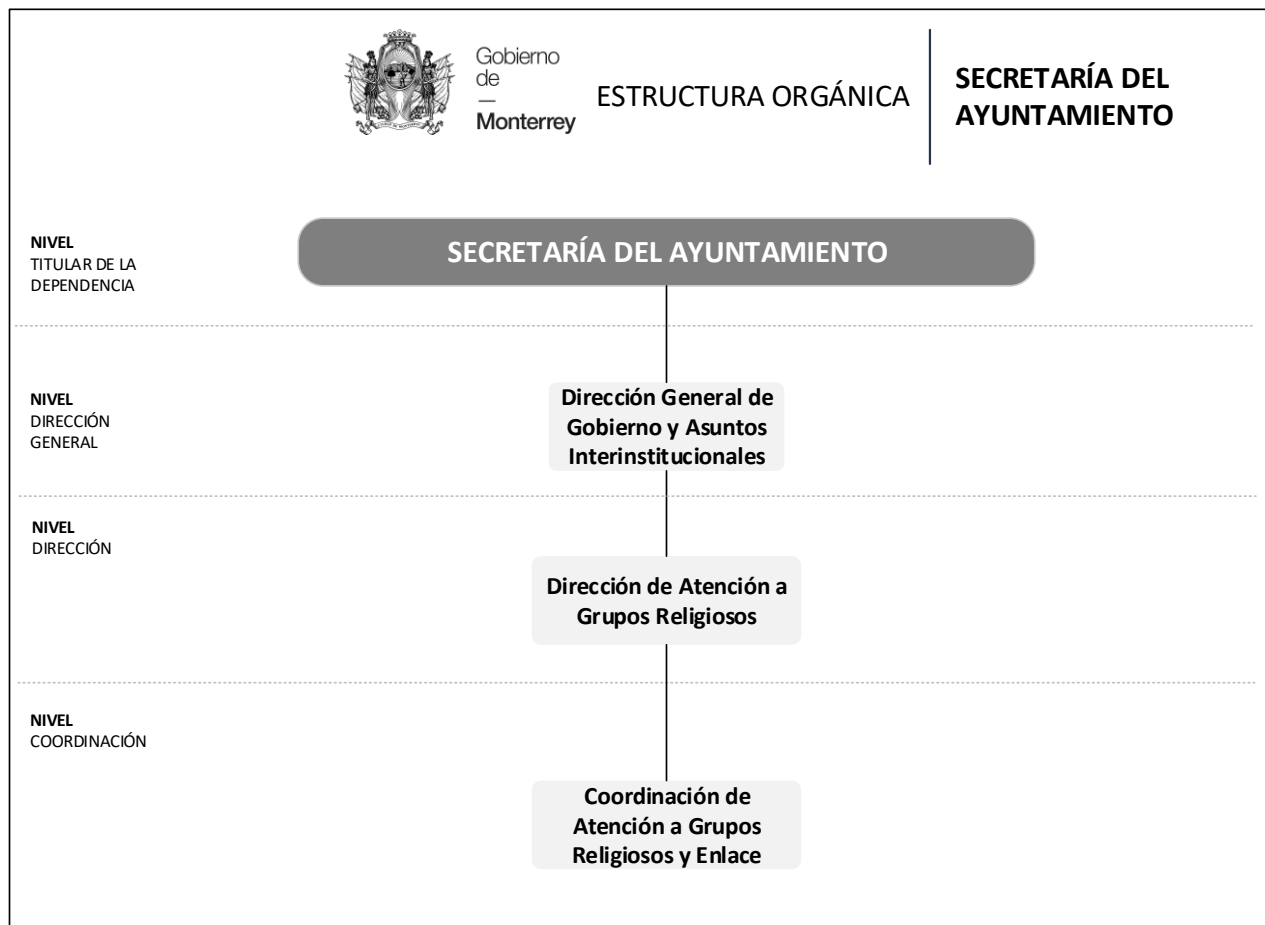 Gobierno
de
—
Monterrey
ESTRUCTURA ORGÁNICA
SECRETARÍA DEL
AYUNTAMIENTO
NIVEL
TITULAR DE LA
DEPENDENCIA
SECRETARÍA DEL AYUNTAMIENTO
NIVEL
DIRECCIÓN
GENERAL
Dirección General de
Gobierno y Asuntos
Interinstitucionales
NIVEL
DIRECCIÓN
Dirección de Atención a
Grupos Religiosos
NIVEL
COORDINACIÓN
Coordinación de
Atención a Grupos
Religiosos y Enlace